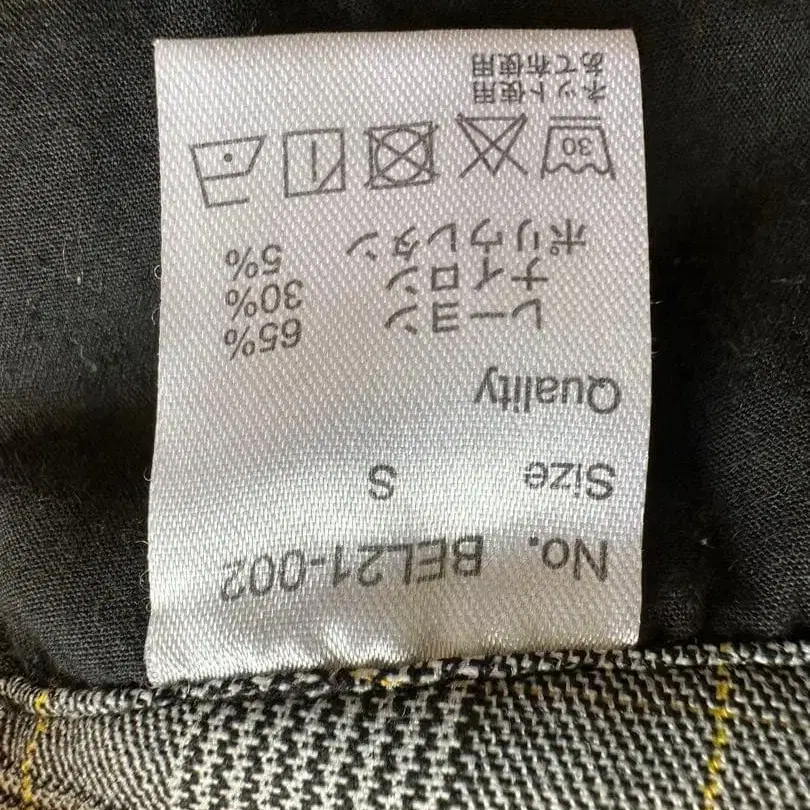 No. BEL21-002
Size S
Quality
レーヨン 65%
ナイロン 30%
ポリウレタン 5%
30
ネット使用
あて布使用